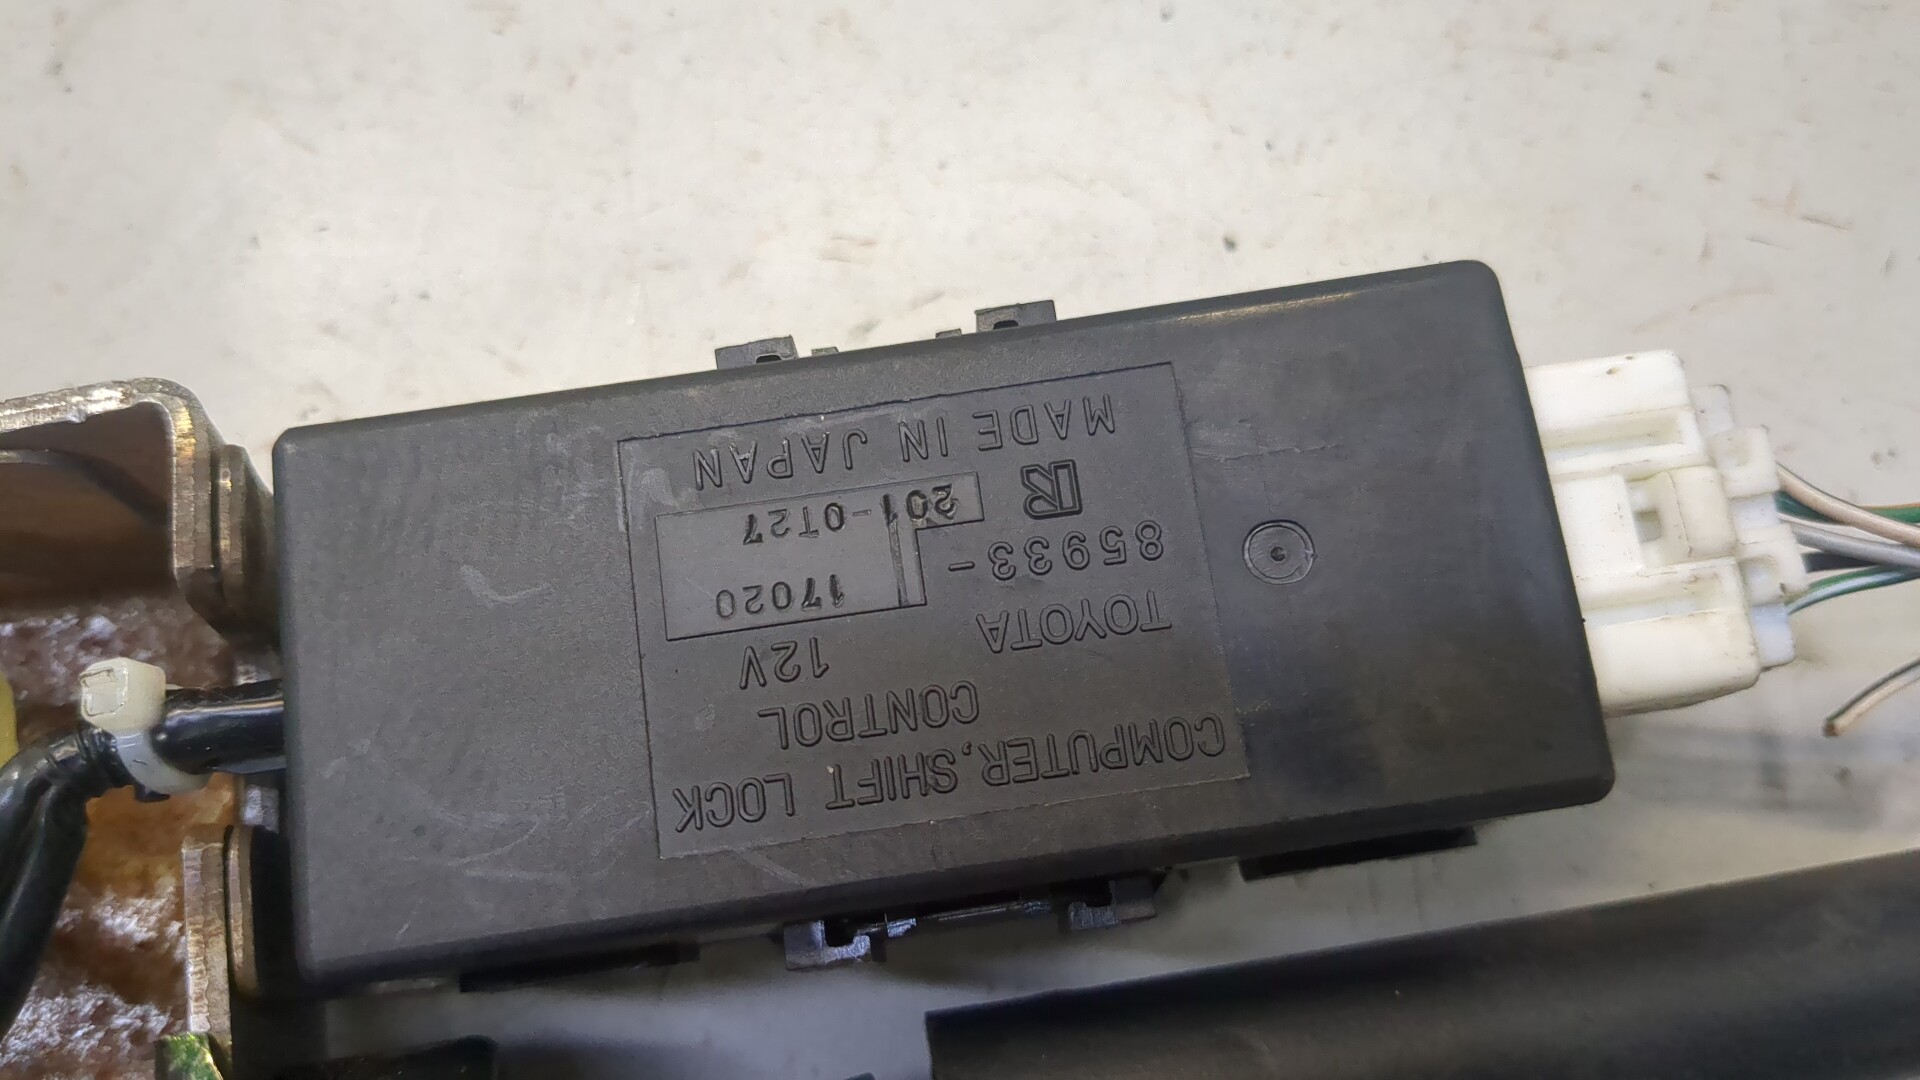 COMPUTER, SHIFT LOCK
CONTROL
TOYOTA 12V
85933-17020
201-0T27
MADE IN JAPAN